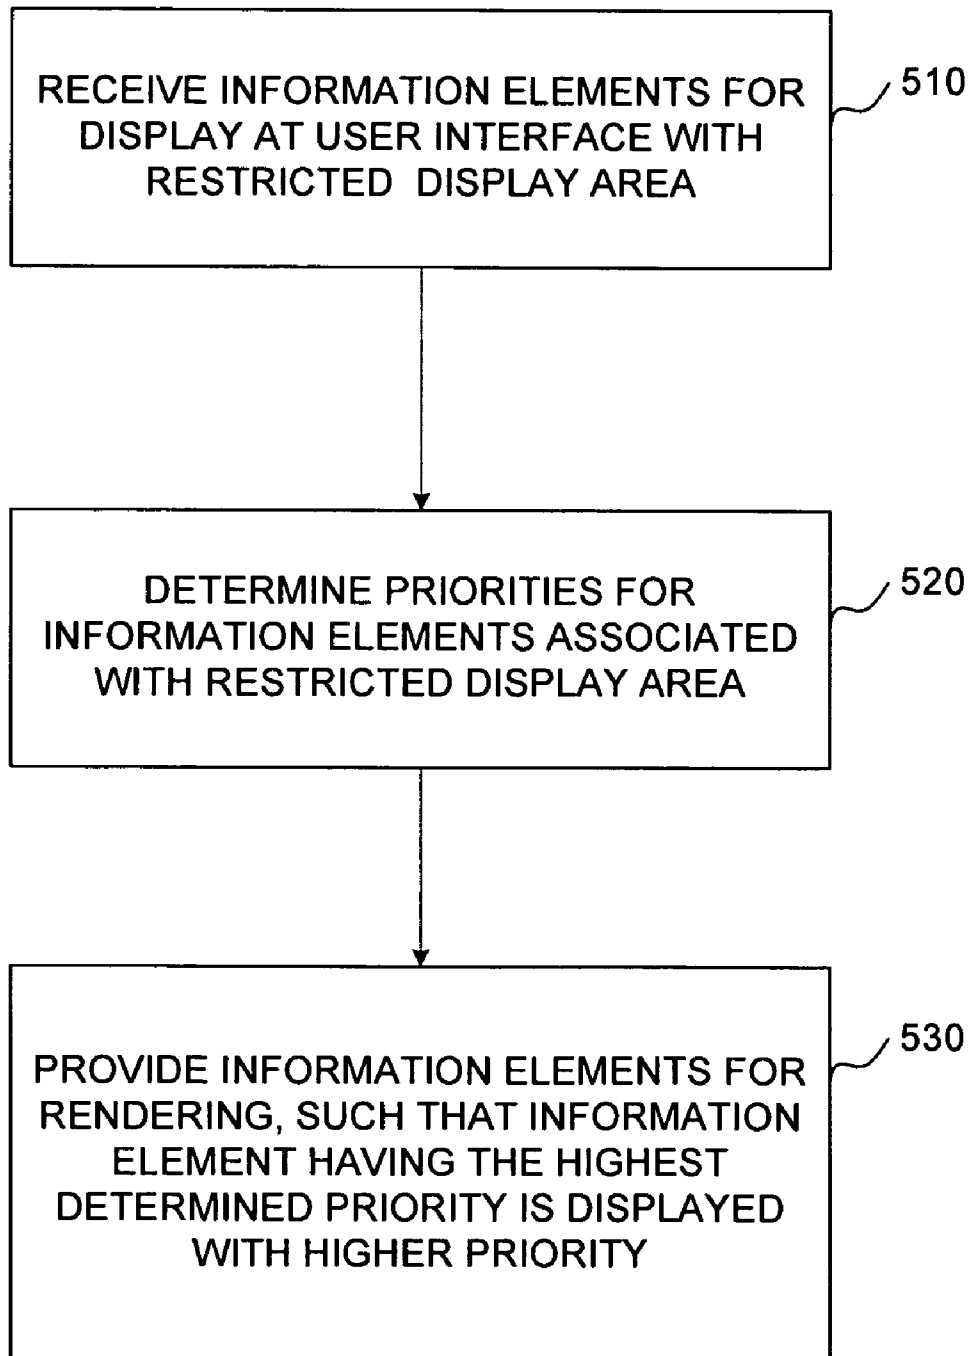 RECEIVE INFORMATION ELEMENTS FOR
DISPLAY AT USER INTERFACE WITH
RESTRICTED DISPLAY AREA
510
DETERMINE PRIORITIES FOR
INFORMATION ELEMENTS ASSOCIATED
WITH RESTRICTED DISPLAY AREA
520
PROVIDE INFORMATION ELEMENTS FOR
RENDERING, SUCH THAT INFORMATION
ELEMENT HAVING THE HIGHEST
DETERMINED PRIORITY IS DISPLAYED
WITH HIGHER PRIORITY
530